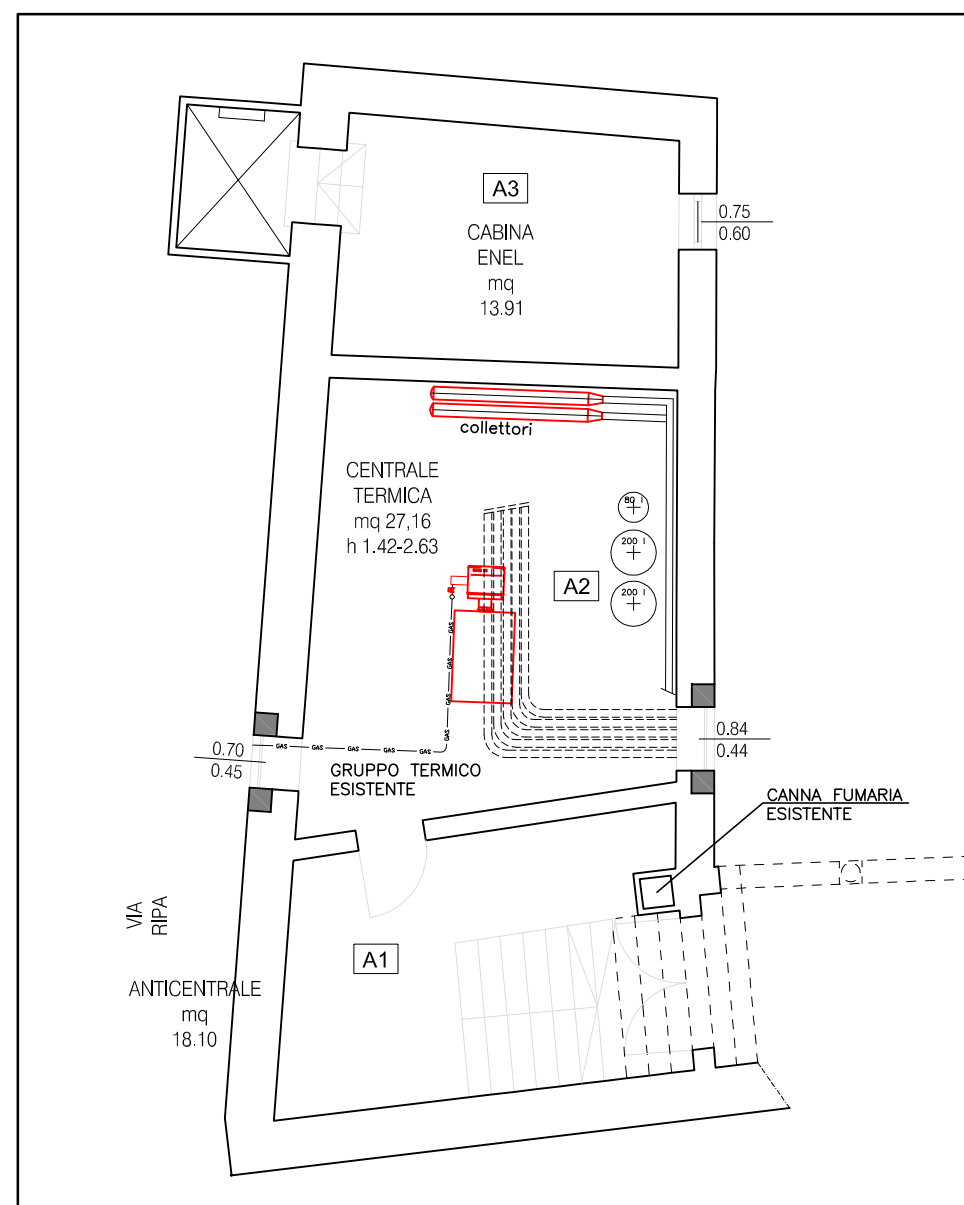 A3
CABINA
ENEL
mq
13.91
0.75
0.60
collettori
CENTRALE
TERMICA
mq 27,16
h 1.42-2.63
80 l
200 l
200 l
A2
GAS
GAS
GAS
GAS
GAS
GAS
GAS
GAS
GAS
0.70
0.45
0.84
0.44
GRUPPO TERMICO
ESISTENTE
CANNA FUMARIA
ESISTENTE
VIA
RIPA
A1
ANTICENTRALE
mq
18.10